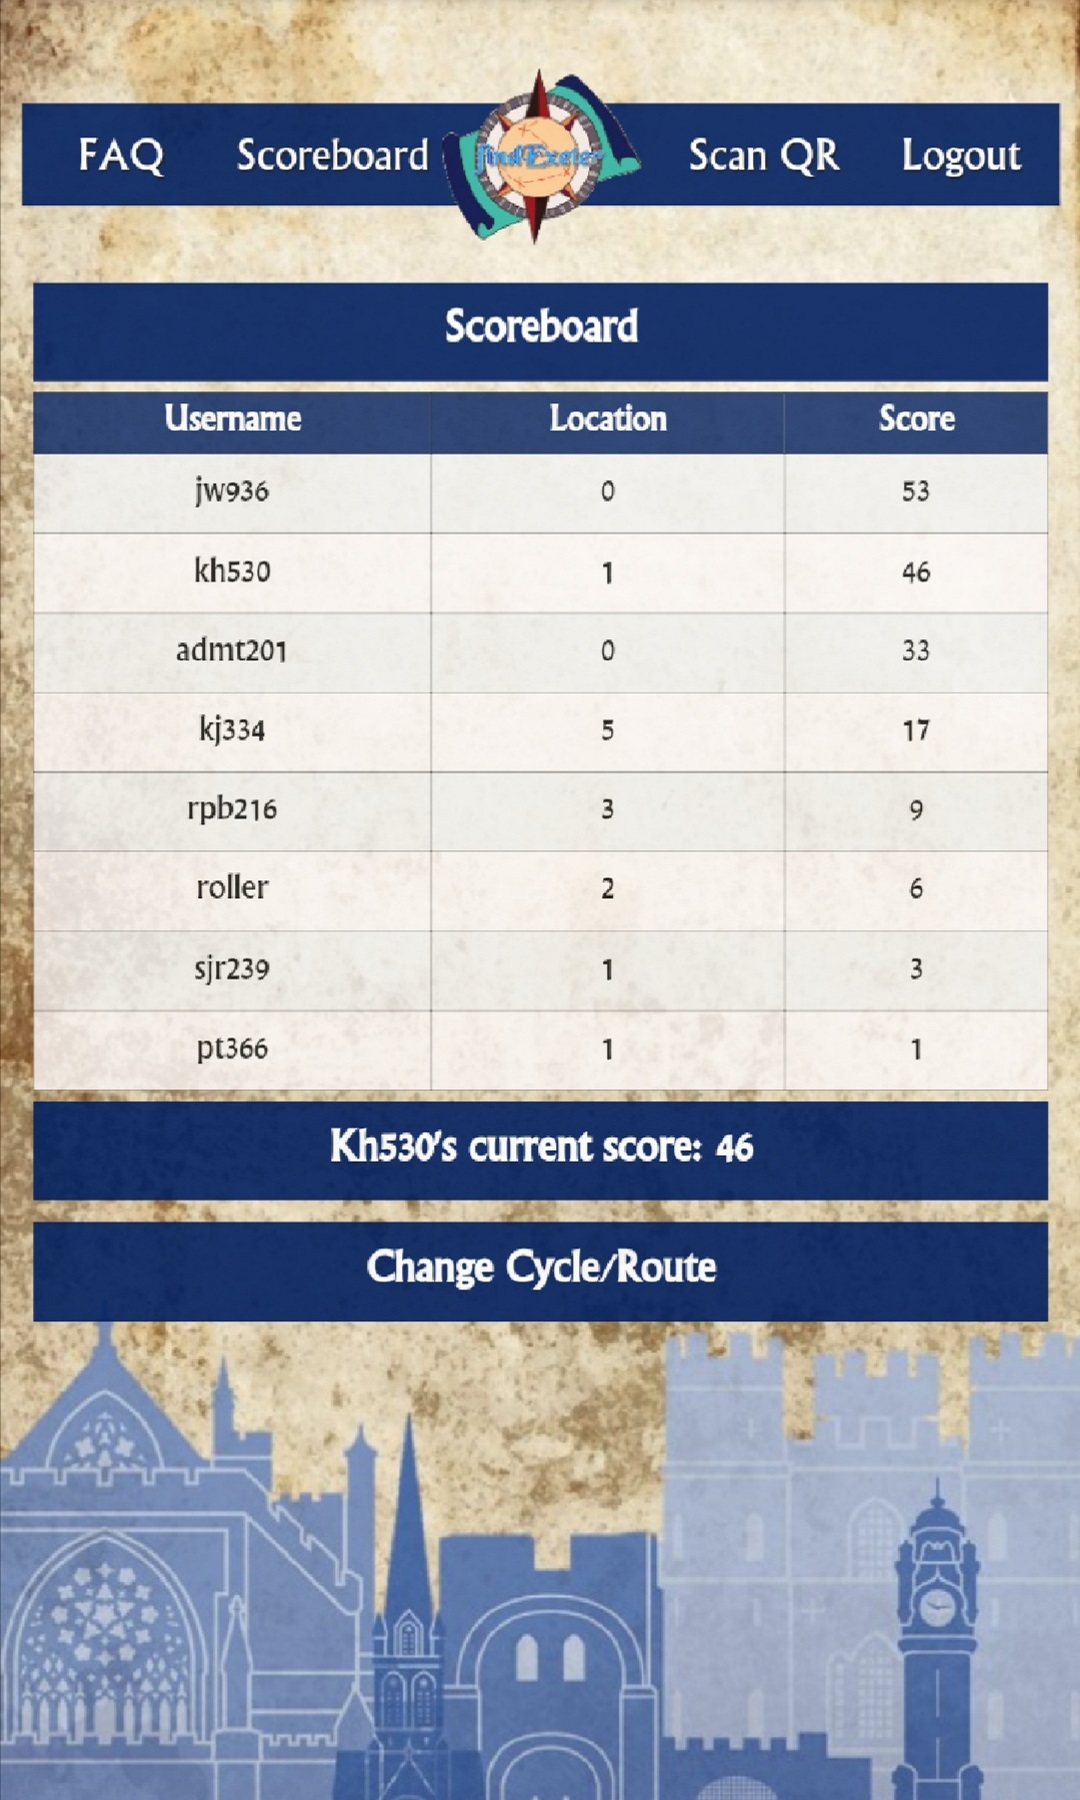 FAQ Scoreboard Find Exeter Scan QR Logout
Scoreboard
Username Location Score
jw936 0 53
kh530 1 46
admt201 0 33
kj334 5 17
rpb216 3 9
roller 2 6
sjr239 1 3
pt366 1 1
Kh530's current score: 46
Change Cycle/Route